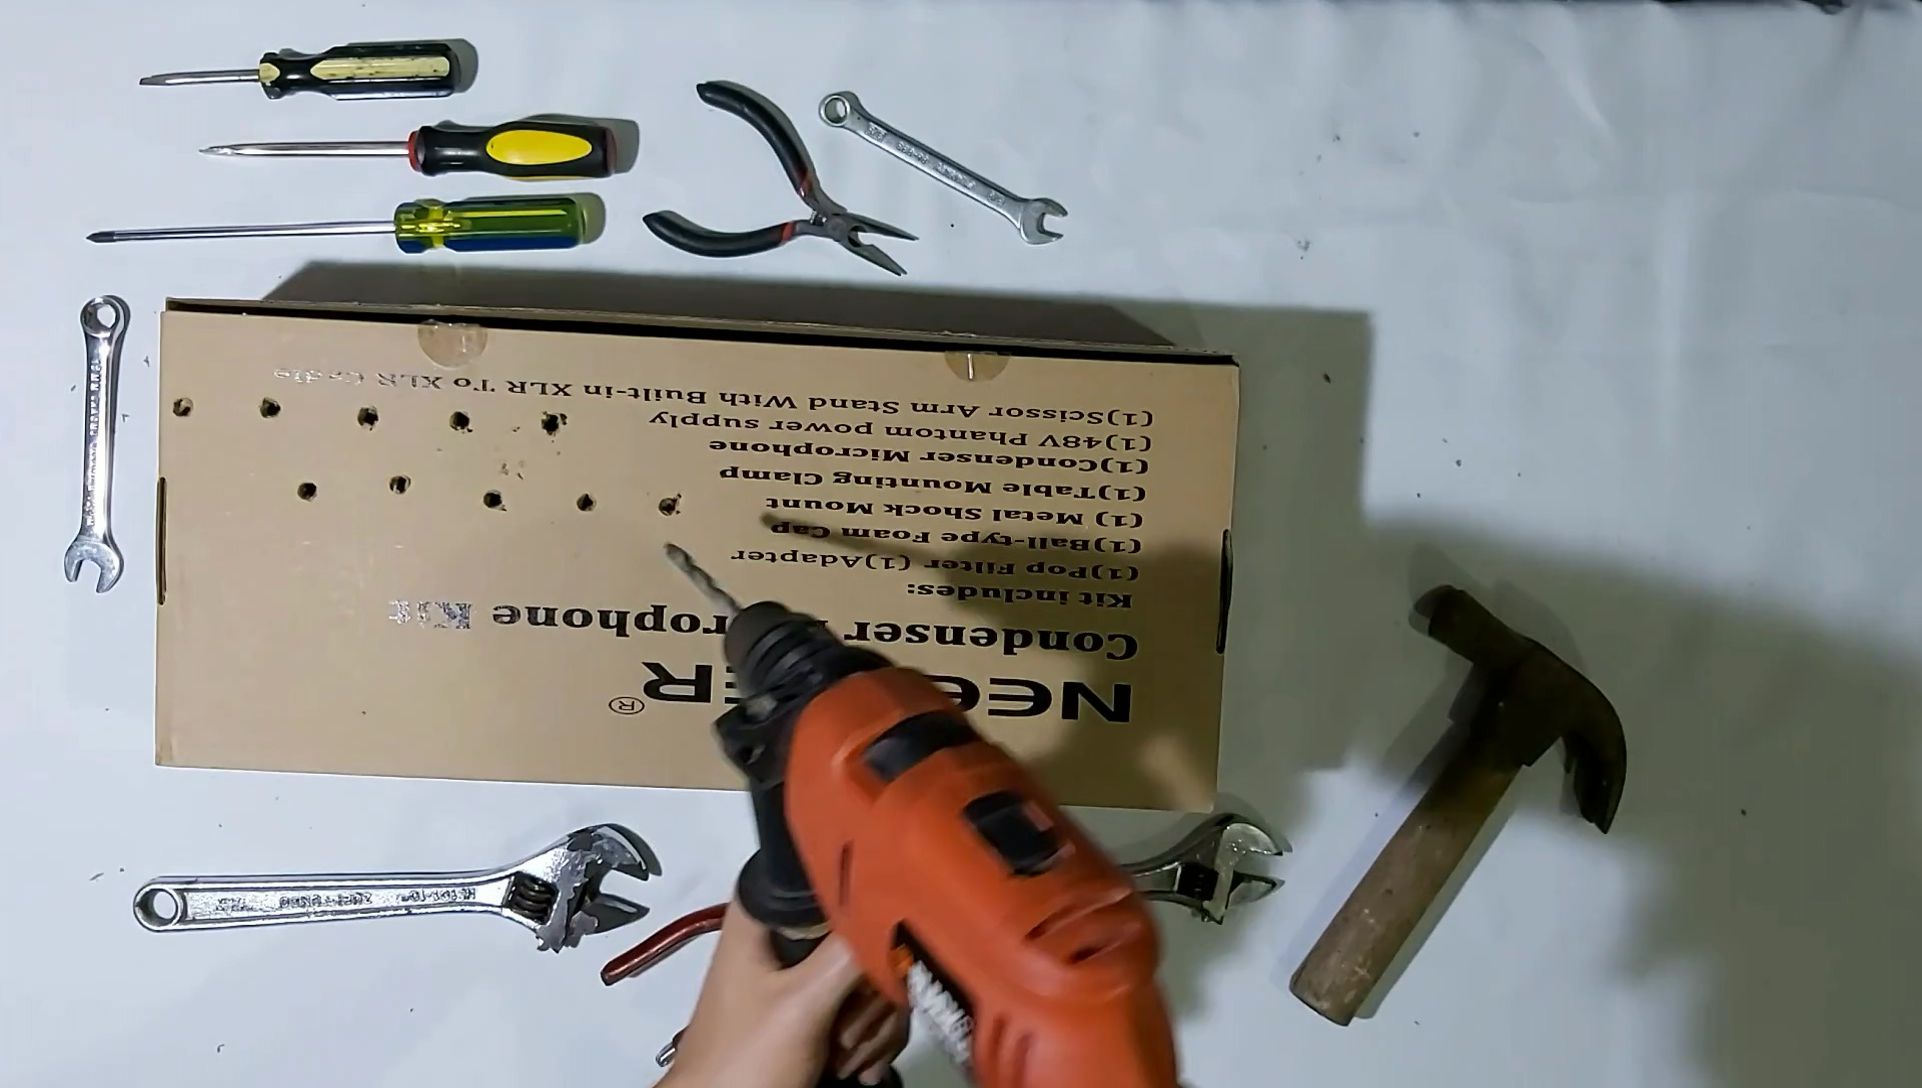 NEEWER®
Condenser Microphone Kit
Kit includes:
(1)Pop Filter (1)Adapter
(1)Ball-type Foam Cap
(1) Metal Shock Mount
(1)Table Mounting Clamp
(1)Condenser Microphone
(1)48V Phantom power supply
(1)Scissor Arm Stand With Built-in XLR To XLR Cable